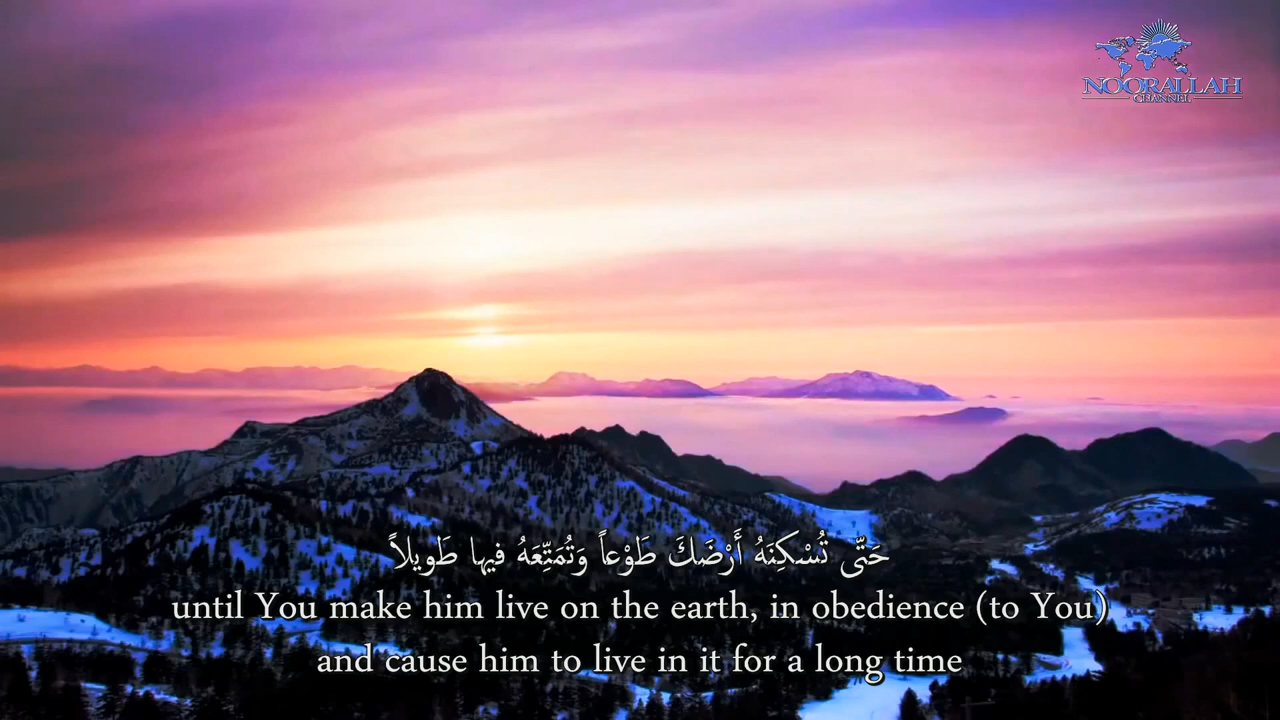 NOORALLAH
CHANNEL
حَتّى تُسْكِنَهُ أَرْضَكَ طَوْعاً وَتُمَتِّعَهُ فيها طَويلاً
until You make him live on the earth, in obedience (to You)
and cause him to live in it for a long time